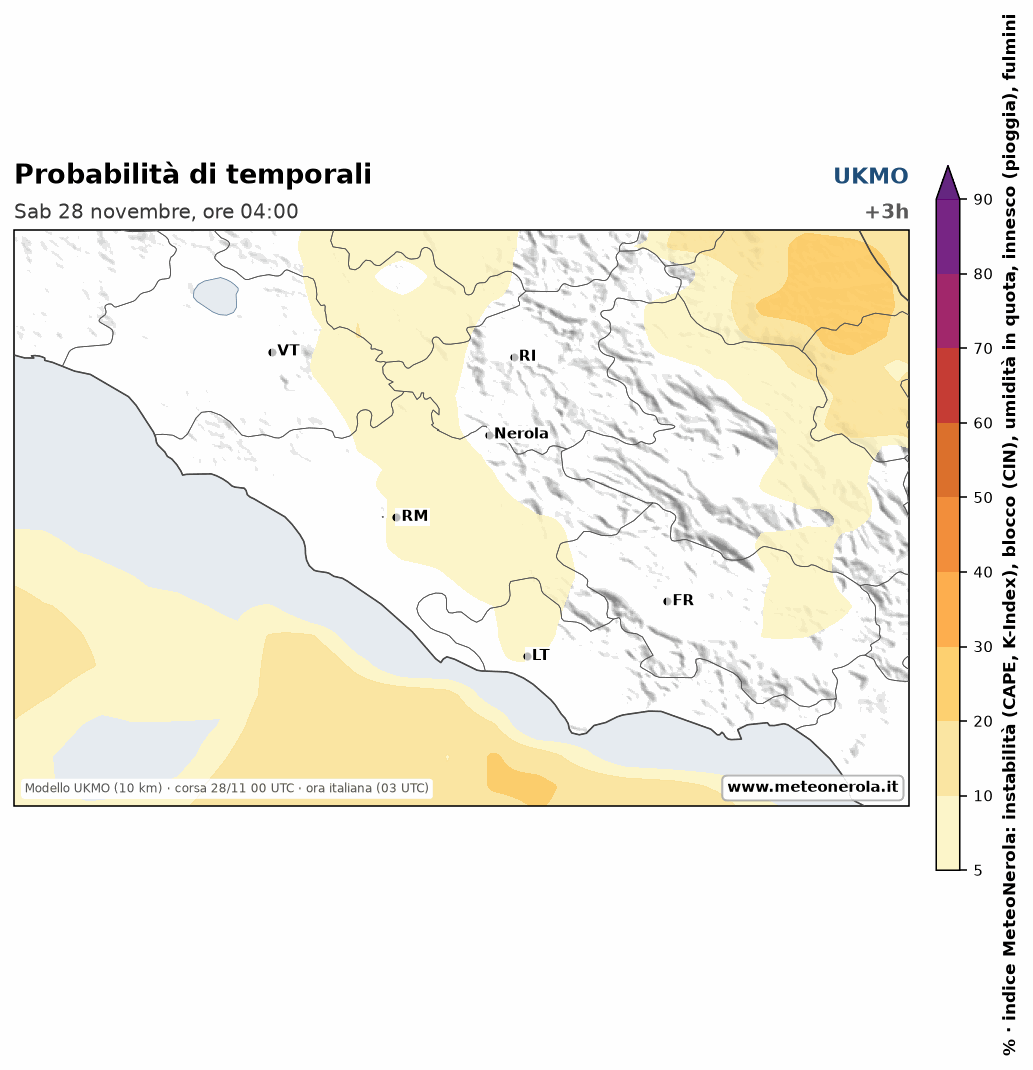 Probabilità di temporali
UKMO
Sab 28 novembre, ore 04:00
+3h
VT
RI
Nerola
RM
FR
LT
Modello UKMO (10 km) · corsa 28/11 00 UTC · ora italiana (03 UTC)
www.meteonerola.it
90
80
70
60
50
40
30
20
10
5
% · indice MeteoNerola: instabilità (CAPE, K-Index), blocco (CIN), umidità in quota, innesco (pioggia), fulmini